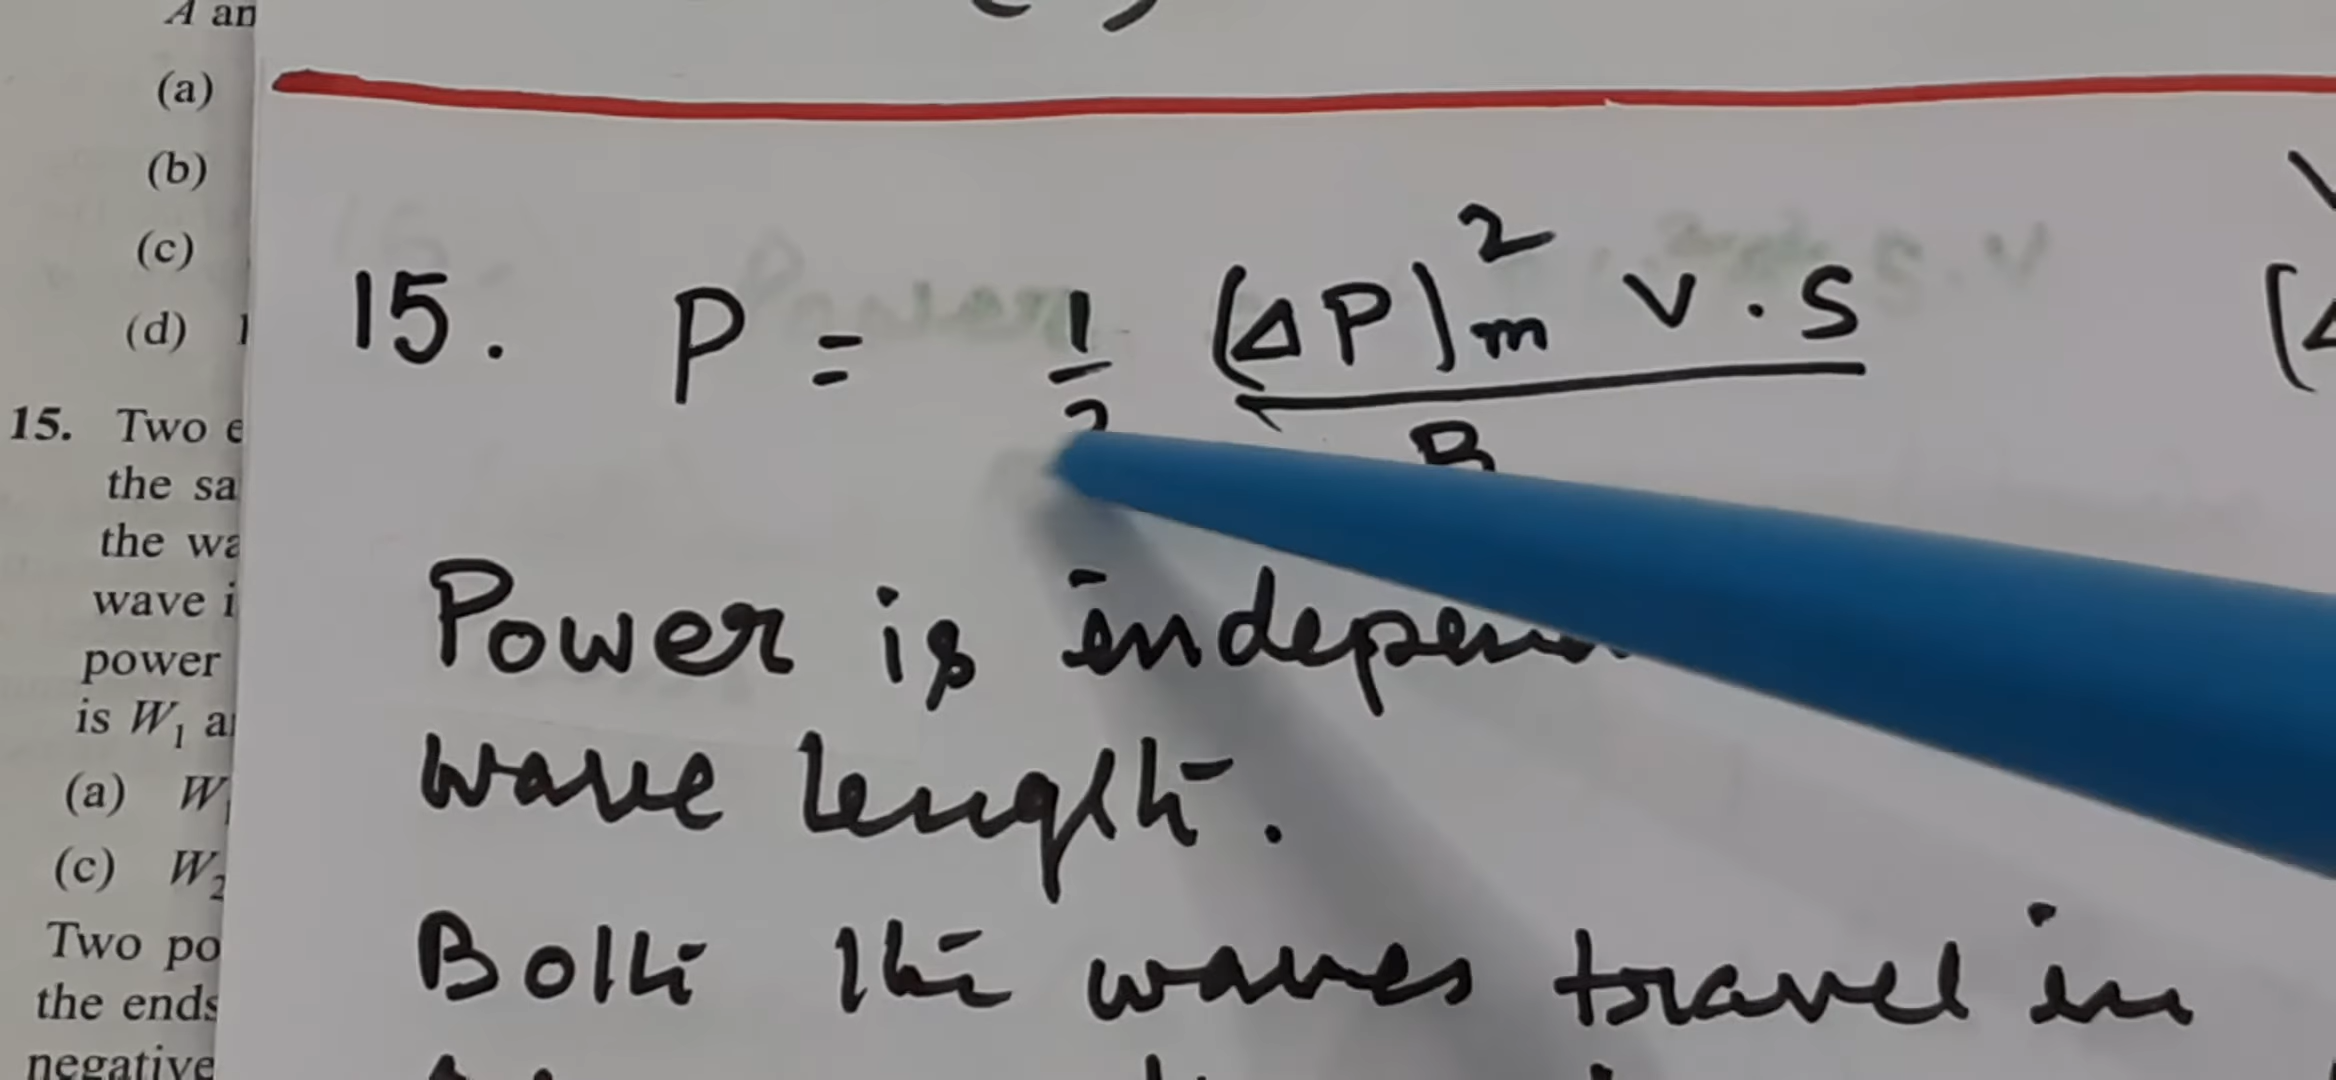 A an
(a)
(b)
(c)
(d)
15. Two
the sa
the wa
wave i
power
is W₁ a
(a) W
(c) W₂
Two po
the ends
negative
15. P = 1/2 (ΔP)²ₘ V . S / B
Power is
wave length.
Both the waves travel in